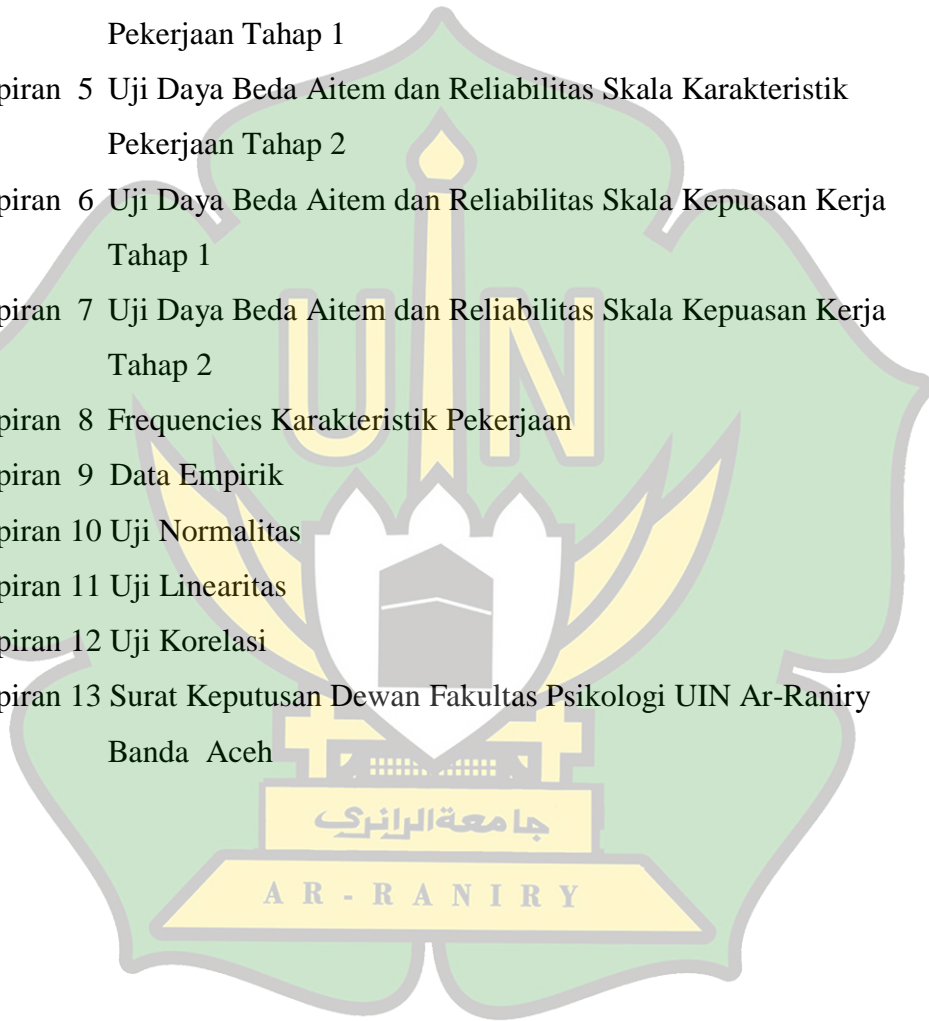 Pekerjaan Tahap 1
piran 5 Uji Daya Beda Aitem dan Reliabilitas Skala Karakteristik
Pekerjaan Tahap 2
piran 6 Uji Daya Beda Aitem dan Reliabilitas Skala Kepuasan Kerja
Tahap 1
piran 7 Uji Daya Beda Aitem dan Reliabilitas Skala Kepuasan Kerja
Tahap 2
piran 8 Frequencies Karakteristik Pekerjaan
piran 9 Data Empirik
piran 10 Uji Normalitas
piran 11 Uji Linearitas
piran 12 Uji Korelasi
piran 13 Surat Keputusan Dewan Fakultas Psikologi UIN Ar-Raniry
Banda Aceh
UIN
جامعةالرانري
AR-RANIRY